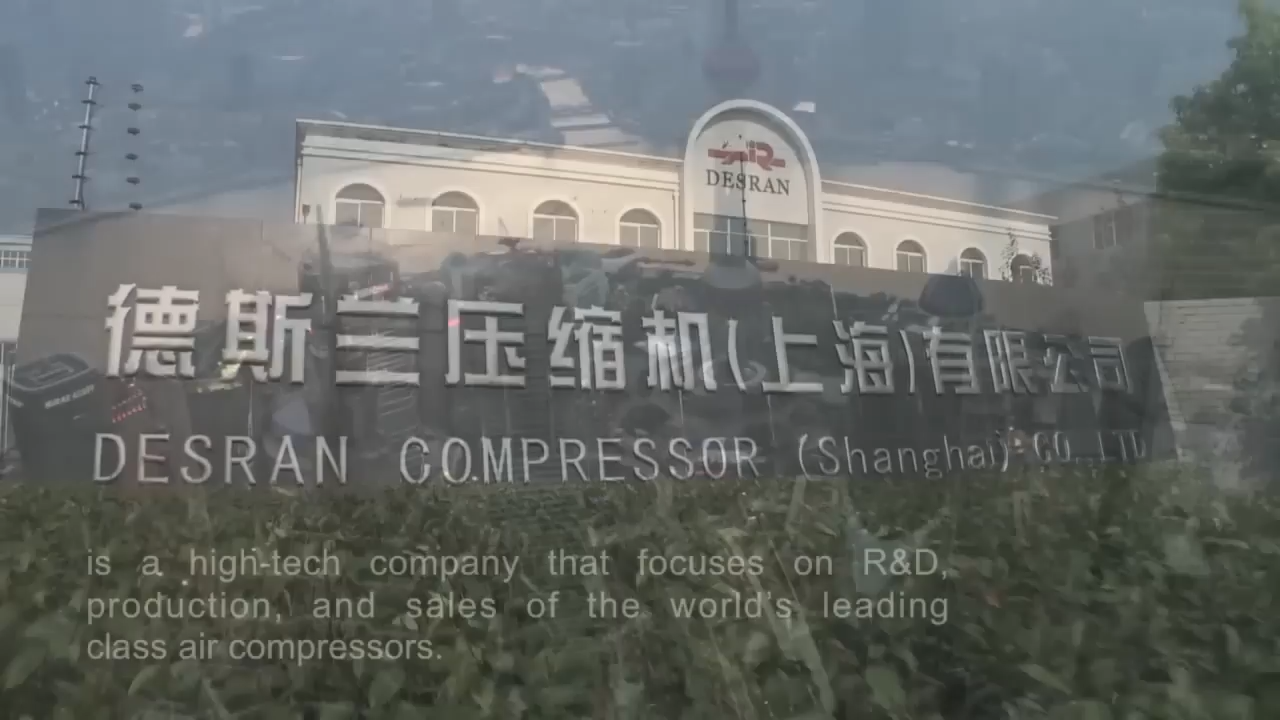 DESRAN
德斯兰压缩机(上海)有限公司
DESRAN COMPRESSOR (Shanghai) CO.,LTD
is a high-tech company that focuses on R&D,
production, and sales of the world's leading
class air compressors.